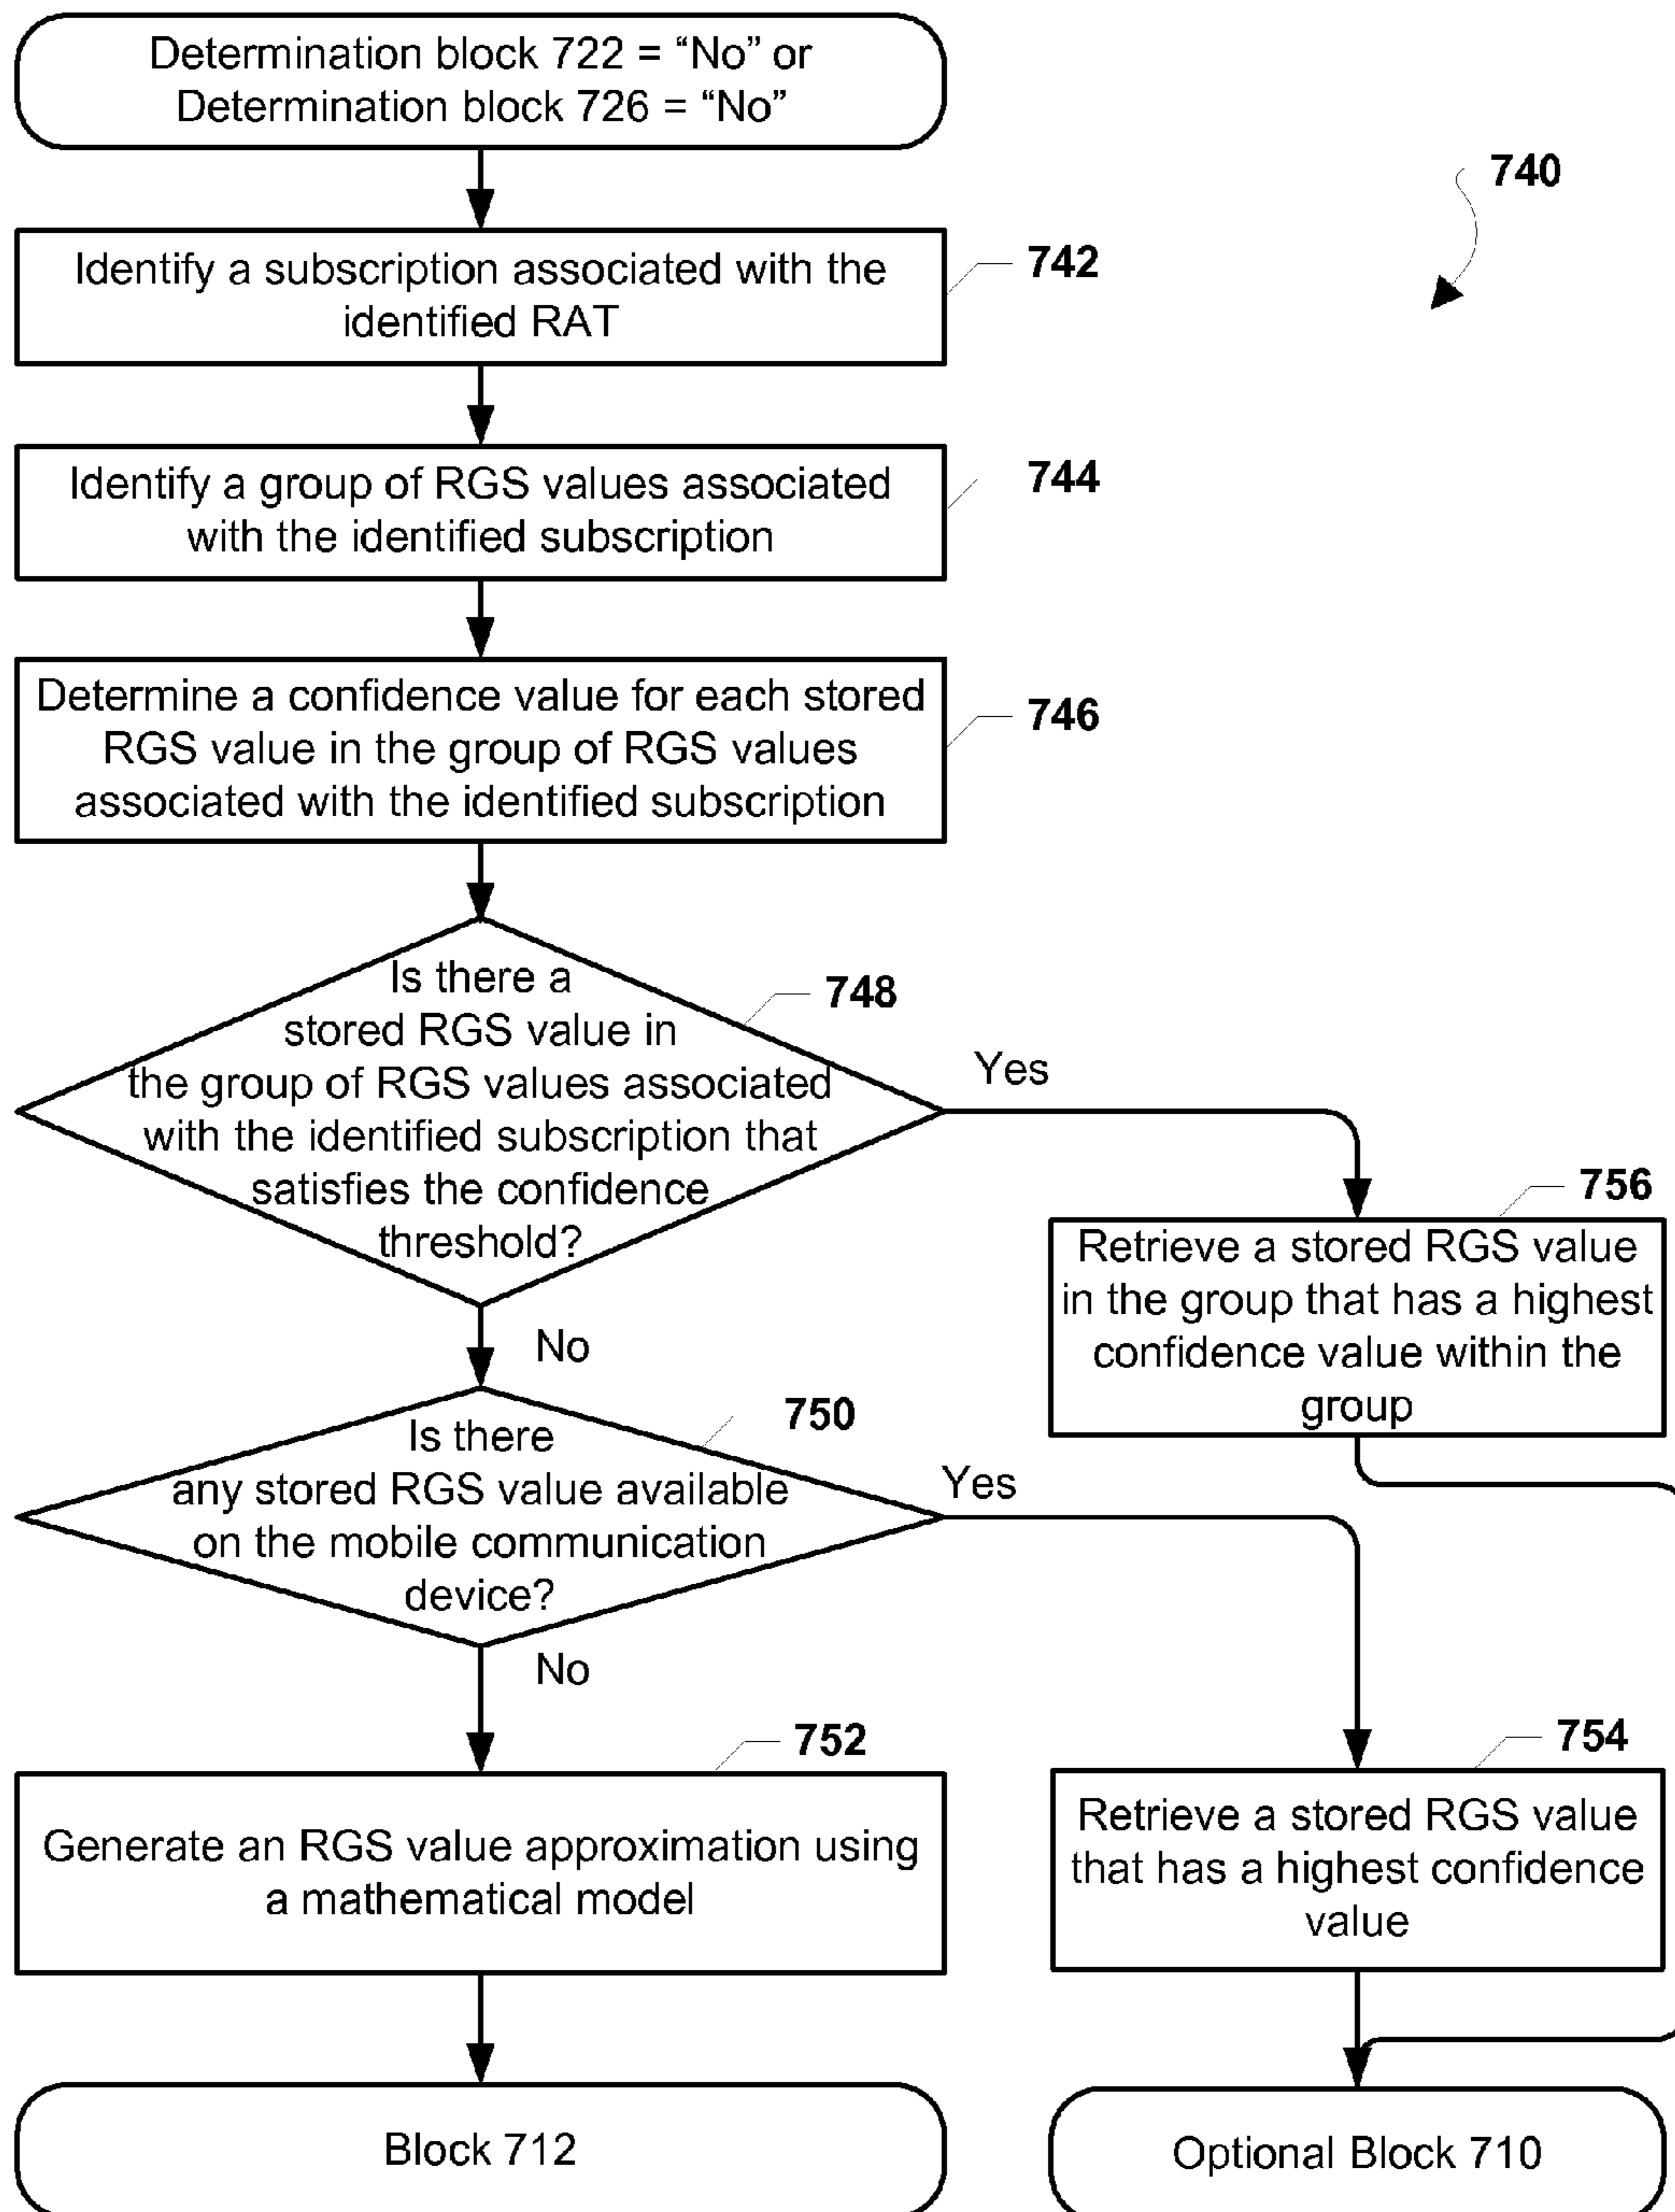 Determination block 722 = “No” or
Determination block 726 = “No”
740
Identify a subscription associated with the
identified RAT
742
Identify a group of RGS values associated
with the identified subscription
744
Determine a confidence value for each stored
RGS value in the group of RGS values
associated with the identified subscription
746
Is there a
stored RGS value in
the group of RGS values associated
with the identified subscription that
satisfies the confidence
threshold?
748
Yes
No
756
Retrieve a stored RGS value
in the group that has a highest
confidence value within the
group
Is there
any stored RGS value available
on the mobile communication
device?
750
Yes
No
752
Generate an RGS value approximation using
a mathematical model
754
Retrieve a stored RGS value
that has a highest confidence
value
Block 712
Optional Block 710